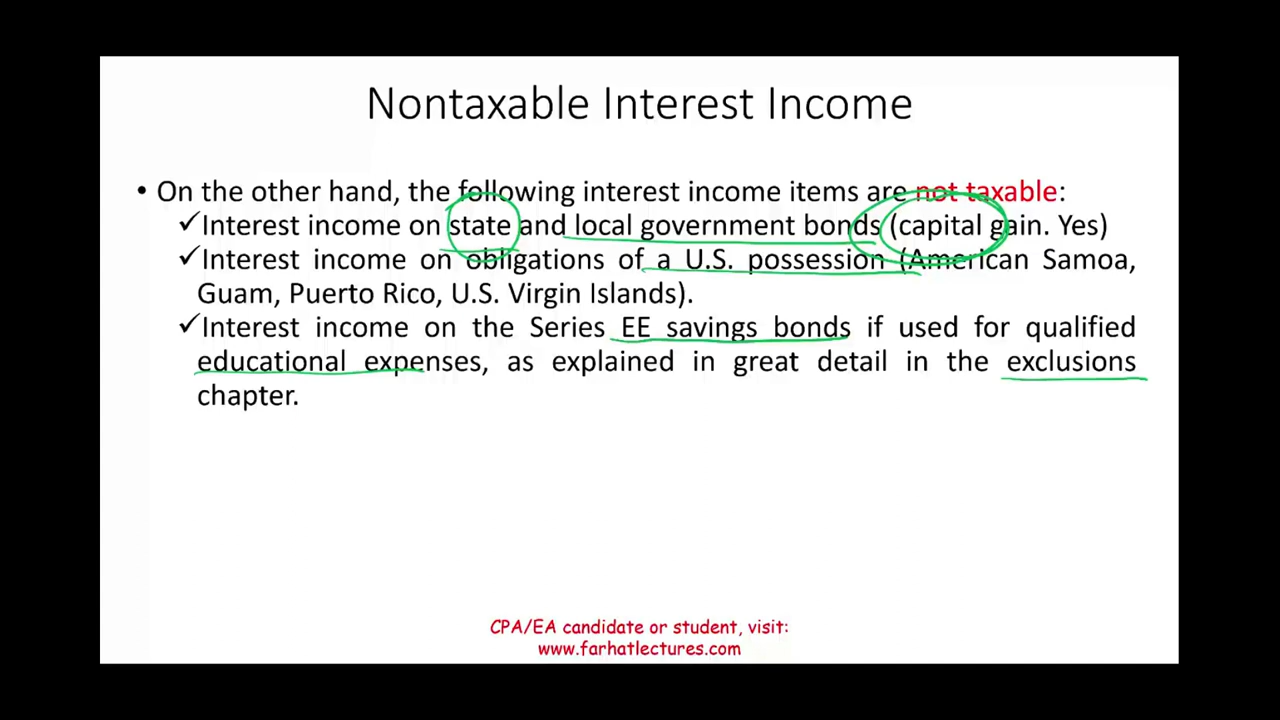 Nontaxable Interest Income
• On the other hand, the following interest income items are not taxable:
✓Interest income on state and local government bonds (capital gain. Yes)
✓Interest income on obligations of a U.S. possession (American Samoa,
Guam, Puerto Rico, U.S. Virgin Islands).
✓Interest income on the Series EE savings bonds if used for qualified
educational expenses, as explained in great detail in the exclusions
chapter.
CPA/EA candidate or student, visit:
www.farhatlectures.com